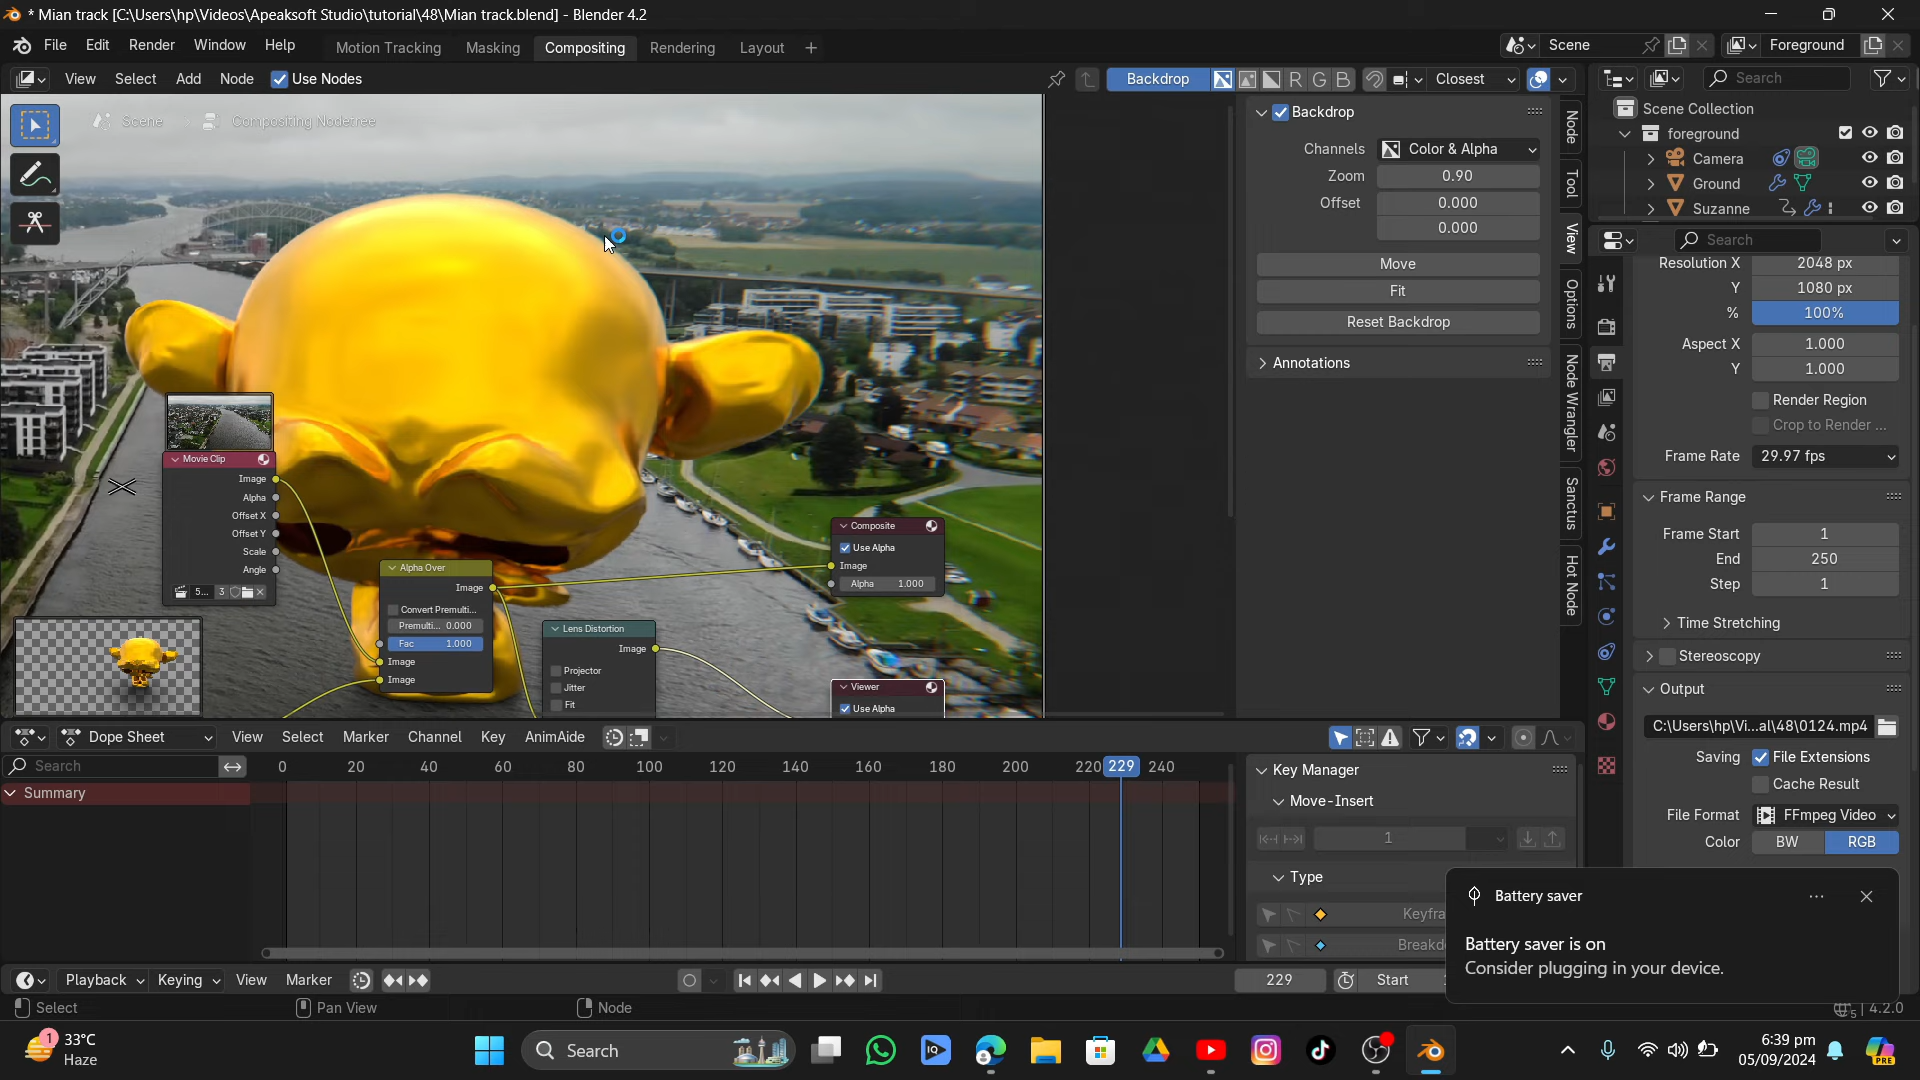 * Mian track [C:\Users\hp\Videos\Apeaksoft Studio\tutorial\48\Mian track.blend] - Blender 4.2
File Edit Render Window Help Motion Tracking Masking Compositing Rendering Layout + Scene Foreground
View Select Add Node Use Nodes Backdrop R G B Closest Search
Scene Compositing Nodetree
Backdrop
Channels Color & Alpha
Zoom 0.90
Offset 0.000
0.000
Move
Fit
Reset Backdrop
Annotations
Node
Tool
View
Options
Node Wrangler
Sanctus
Hot Node
Scene Collection
foreground
Camera
Ground
Suzanne
Search
Resolution X 2048 px
Y 1080 px
% 100%
Aspect X 1.000
Y 1.000
Render Region
Crop to Render ...
Frame Rate 29.97 fps
Frame Range
Frame Start 1
End 250
Step 1
Time Stretching
Stereoscopy
Output
C:\Users\hp\Vi...al\48\0124.mp4
Saving File Extensions
Cache Result
File Format FFmpeg Video
Color BW RGB
Movie Clip
Image
Alpha
Offset X
Offset Y
Scale
Angle
5... 3
Alpha Over
Image
Convert Premulti...
Premulti... 0.000
Fac 1.000
Image
Image
Lens Distortion
Image
Projector
Jitter
Fit
Composite
Use Alpha
Image
Alpha 1.000
Viewer
Use Alpha
Dope Sheet View Select Marker Channel Key AnimAide
Search 0 20 40 60 80 100 120 140 160 180 200 220 229 240
Summary
Key Manager
Move-Insert
1
Type
Keyfra
Breakd
Battery saver
Battery saver is on
Consider plugging in your device.
Playback Keying View Marker 229 Start
Select Pan View Node 4.2.0
1 33°C
Haze
Search
6:39 pm
05/09/2024
PRE